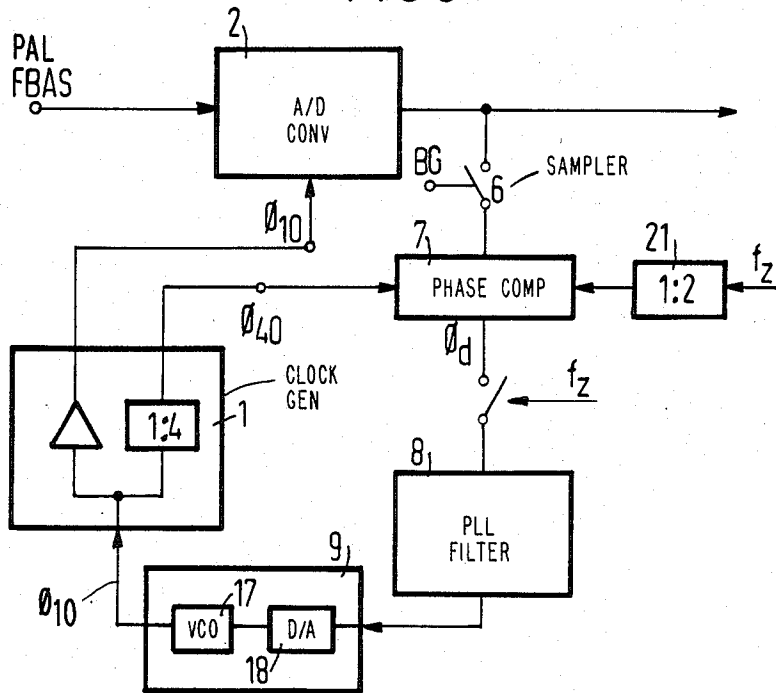 2
PAL
FBAS
A/D
CONV
BG
6
SAMPLER
Ø10
7
PHASE COMP
21
1:2
fz
Ø40
Ød
fz
CLOCK
GEN
1
1:4
8
PLL
FILTER
9
Ø10
17
VCO
D/A
18